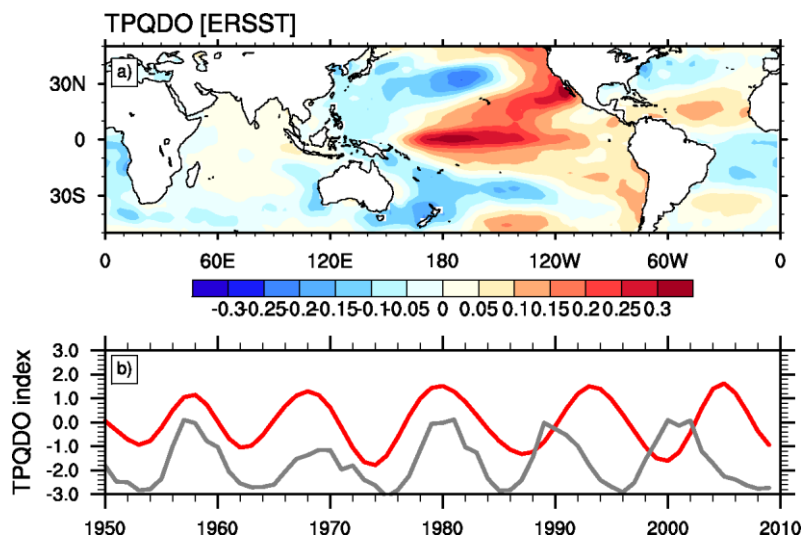 TPQDO [ERSST]
a)
30N
0
30S
0 60E 120E 180 120W 60W 0
-0.3-0.25-0.2-0.15-0.1-0.05 0 0.05 0.1 0.15 0.2 0.25 0.3
b)
TPQDO index
3.0
2.0
1.0
0.0
-1.0
-2.0
-3.0
1950 1960 1970 1980 1990 2000 2010